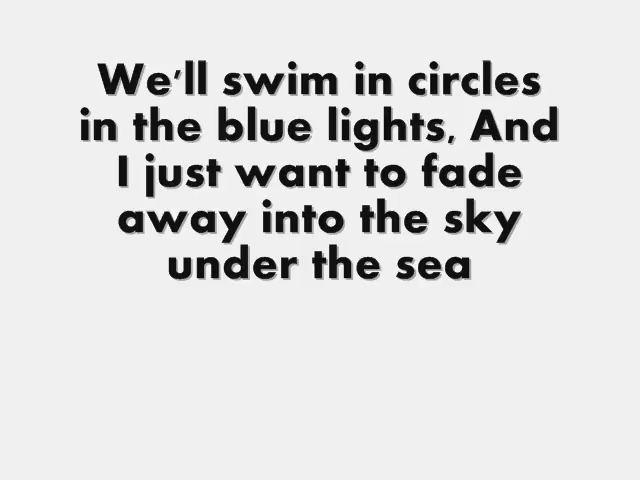 We'll swim in circles
in the blue lights, And
I just want to fade
away into the sky
under the sea